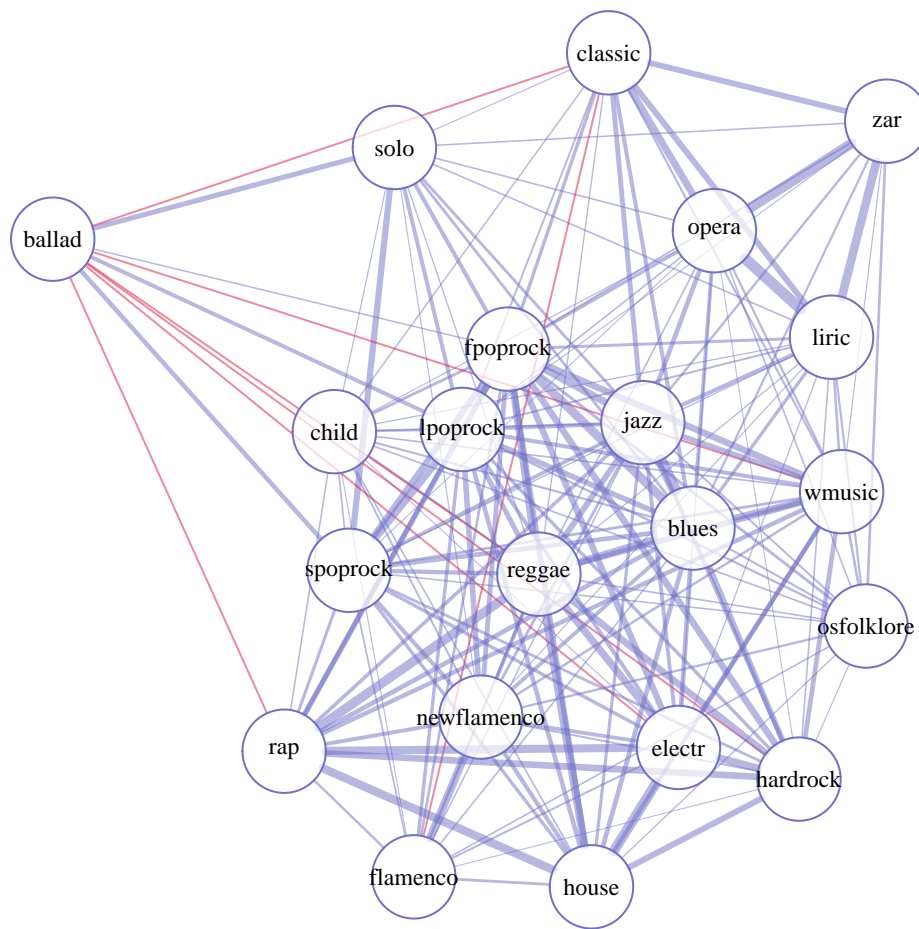 classic
zar
solo
opera
ballad
liric
fpoprock
jazz
lpoprock
child
wmusic
blues
spoprock
reggae
osfolklore
newflamenco
rap
electr
hardrock
flamenco
house